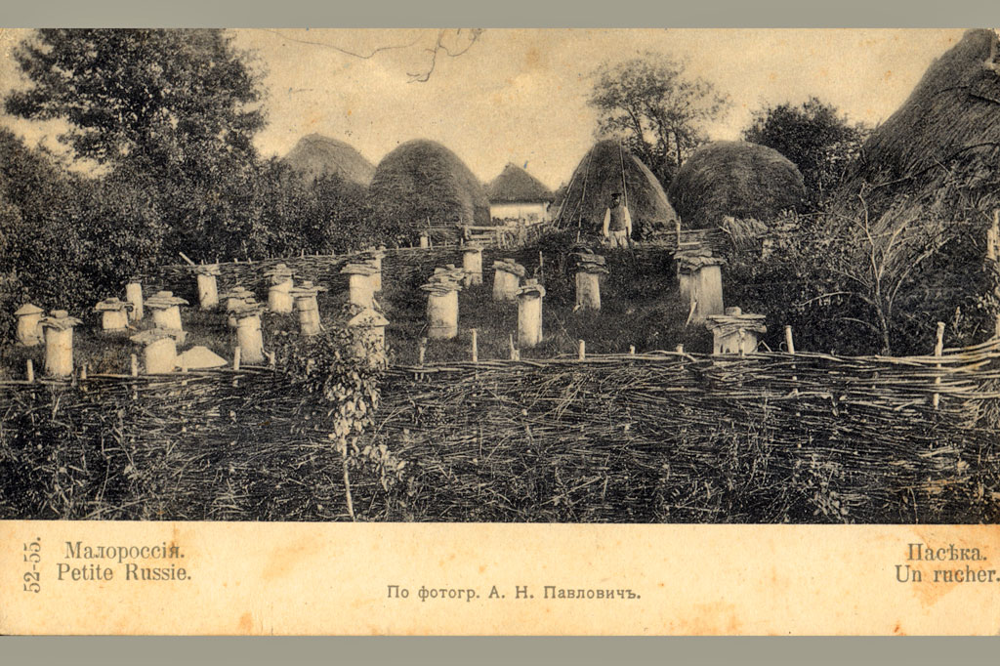 52-55.
Малороссія.
Petite Russie.
По фотогр. А. Н. Павловичъ.
Пасѣка.
Un rucher.